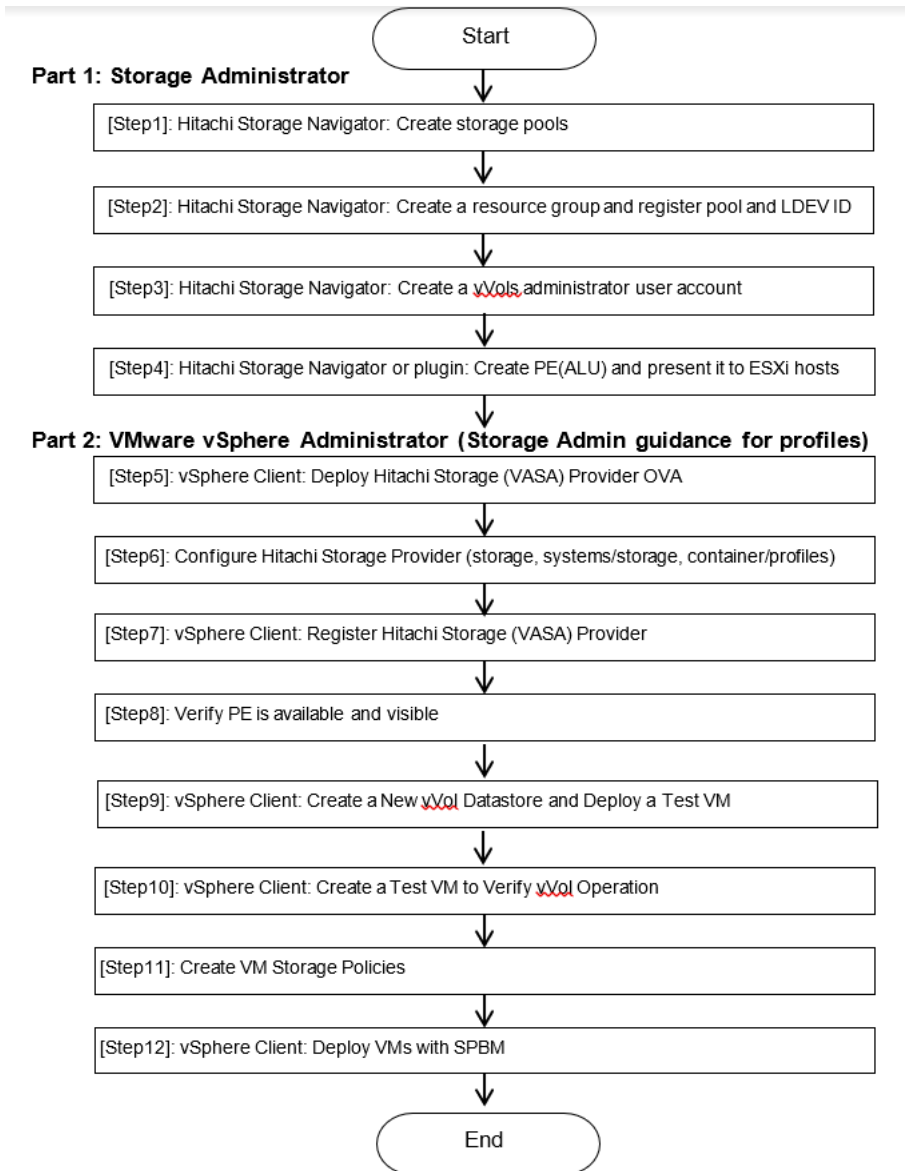 Start
Part 1: Storage Administrator
[Step1]: Hitachi Storage Navigator: Create storage pools
[Step2]: Hitachi Storage Navigator: Create a resource group and register pool and LDEV ID
[Step3]: Hitachi Storage Navigator: Create a vVols administrator user account
[Step4]: Hitachi Storage Navigator or plugin: Create PE(ALU) and present it to ESXi hosts
Part 2: VMware vSphere Administrator (Storage Admin guidance for profiles)
[Step5]: vSphere Client: Deploy Hitachi Storage (VASA) Provider OVA
[Step6]: Configure Hitachi Storage Provider (storage, systems/storage, container/profiles)
[Step7]: vSphere Client: Register Hitachi Storage (VASA) Provider
[Step8]: Verify PE is available and visible
[Step9]: vSphere Client: Create a New vVol Datastore and Deploy a Test VM
[Step10]: vSphere Client: Create a Test VM to Verify vVol Operation
[Step11]: Create VM Storage Policies
[Step12]: vSphere Client: Deploy VMs with SPBM
End